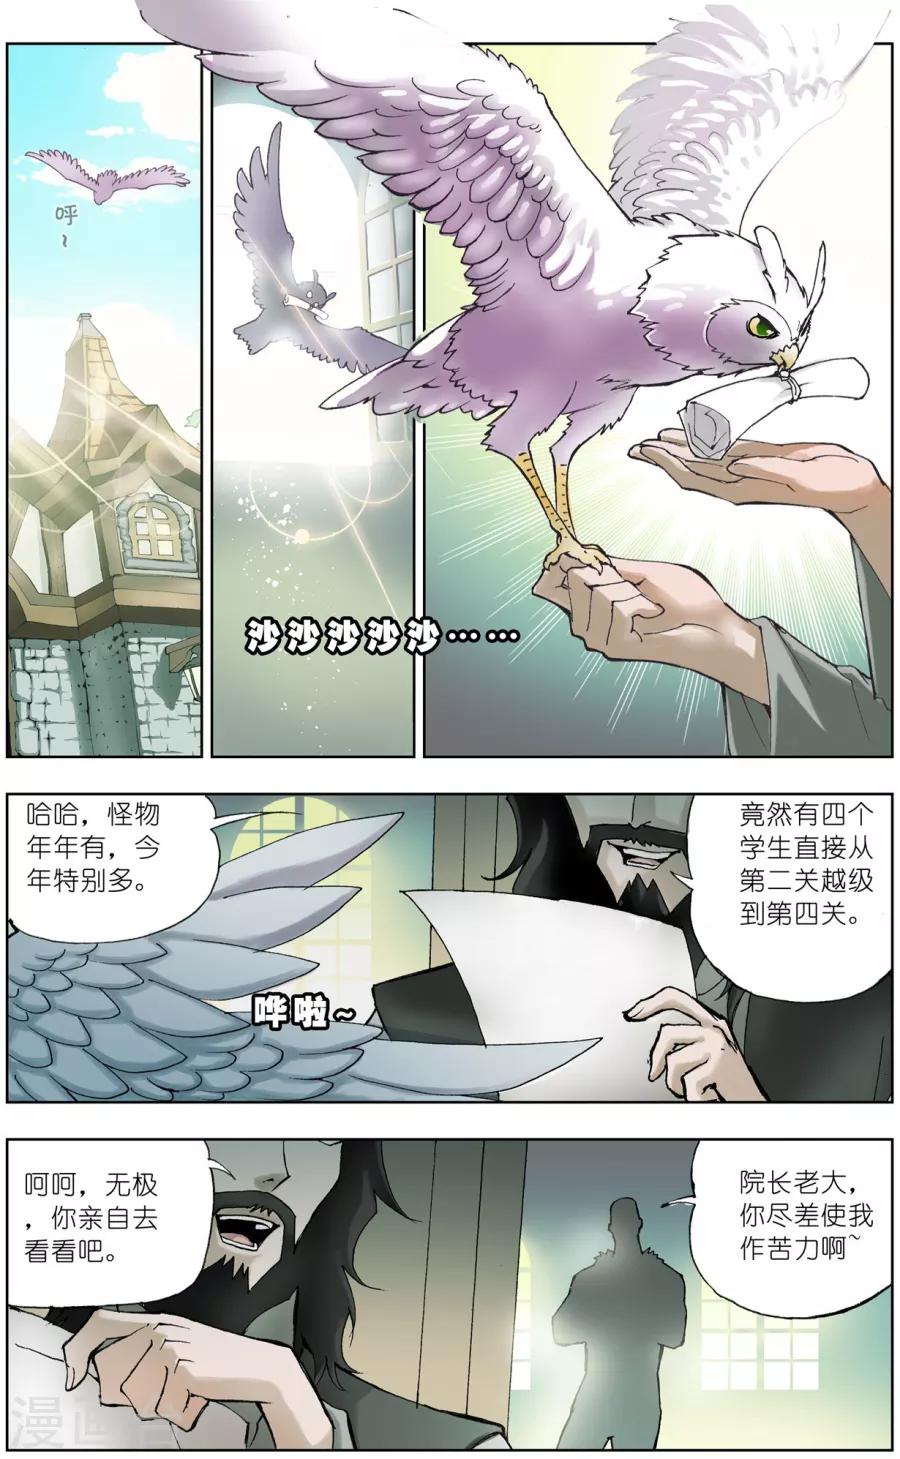 呼
~
沙沙沙沙沙……
竟然有四个
学生直接从
第二关越级
到第四关。
哈哈，怪物
年年有，今
年特别多。
哗啦~
院长老大，
你尽差使我
作苦力啊~
呵呵，无极
，你亲自去
看看吧。
漫画台